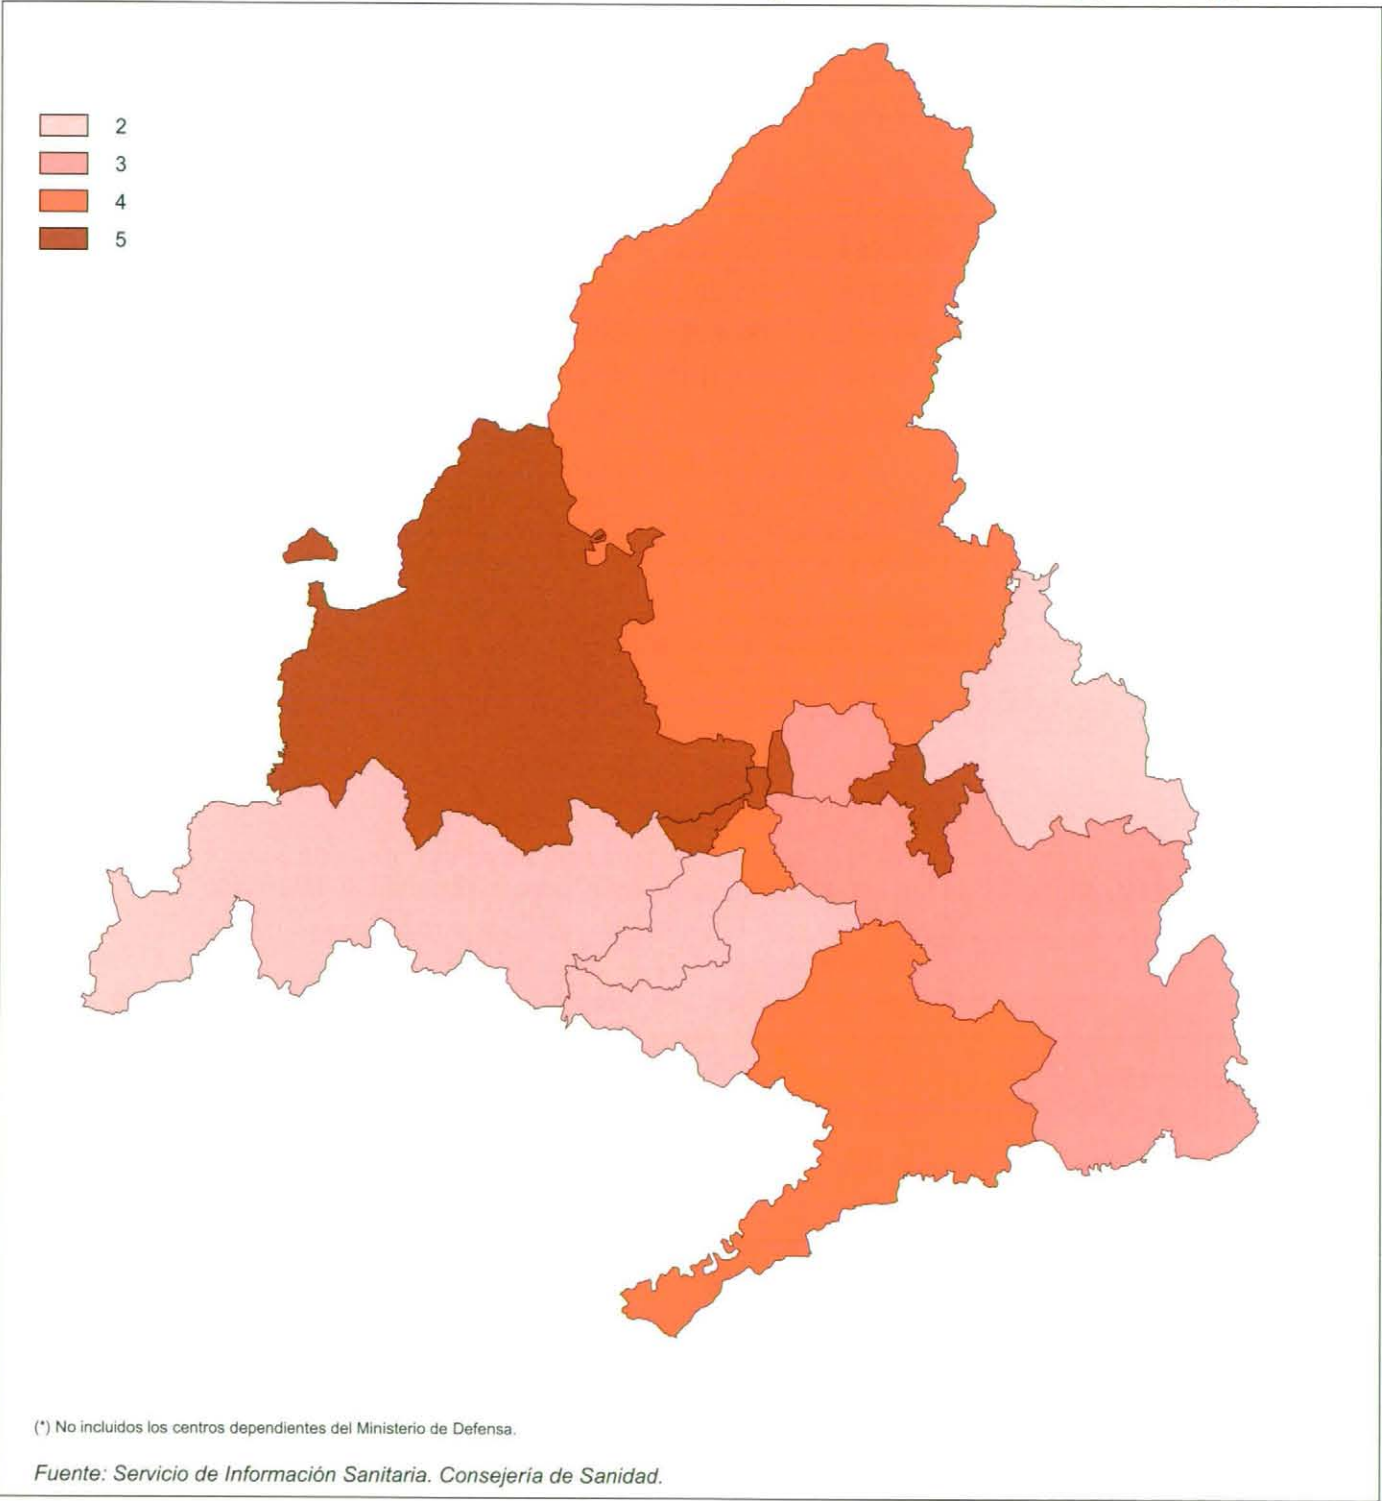 2
3
4
5
(*) No incluidos los centros dependientes del Ministerio de Defensa.
Fuente: Servicio de Información Sanitaria. Consejería de Sanidad.